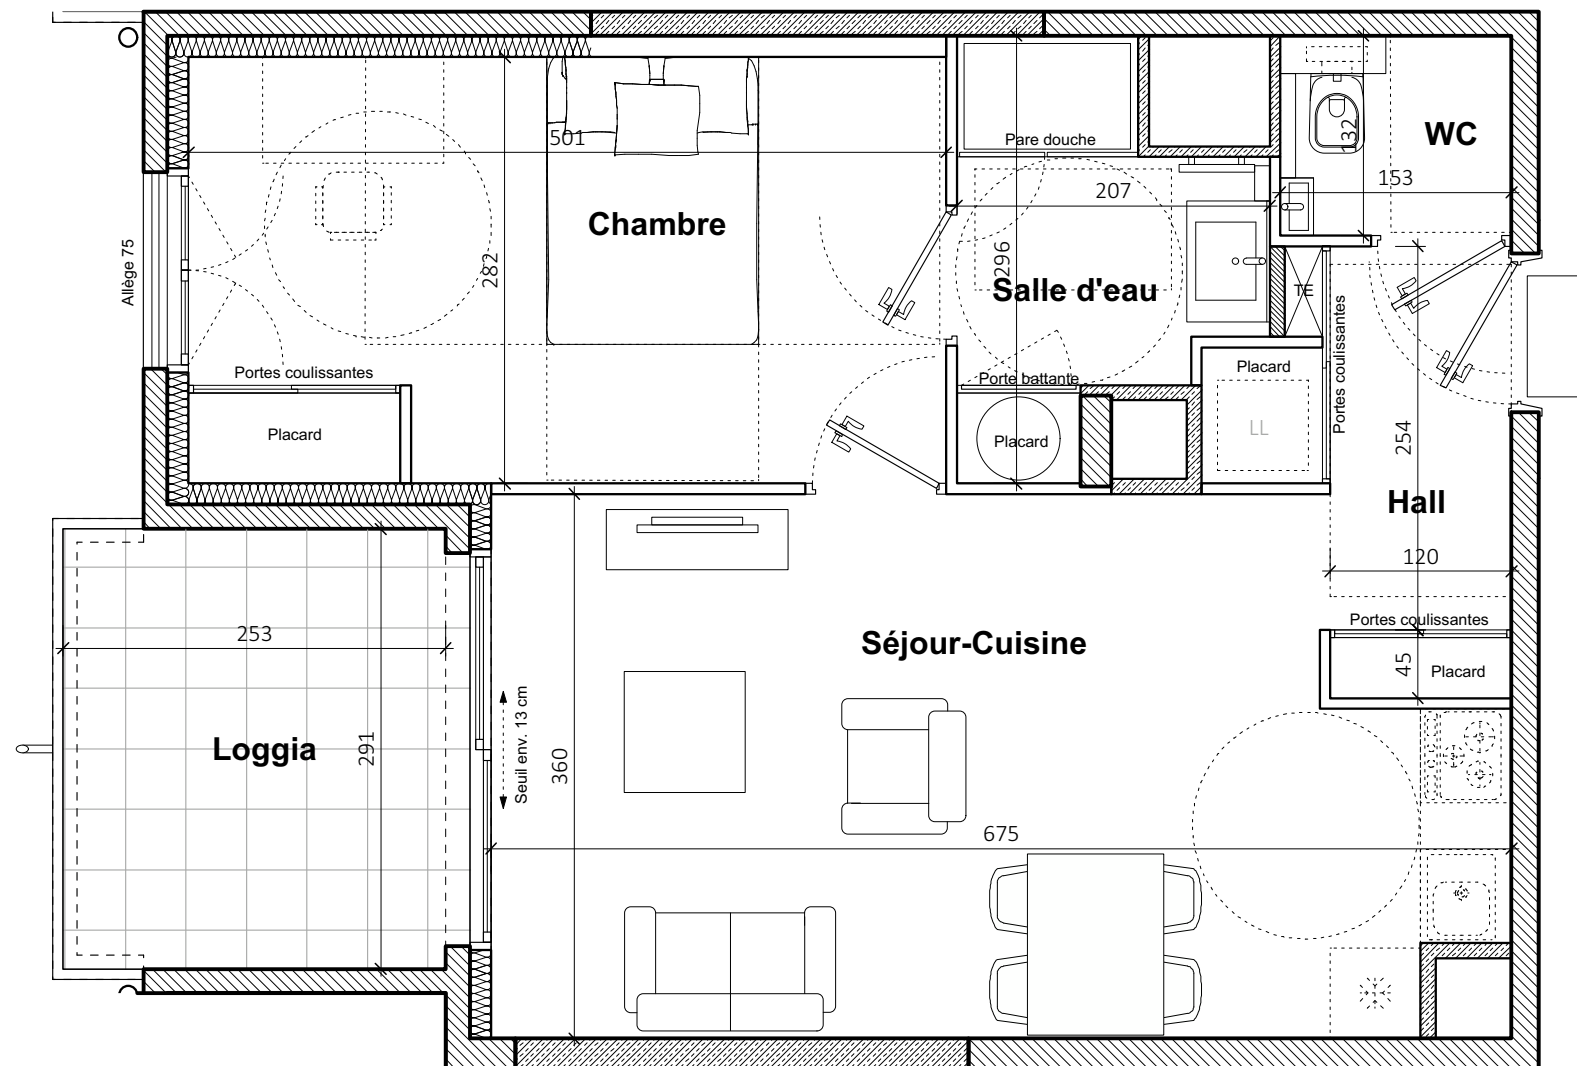 WC
132
153
Pare douche
501
207
Chambre
296
282
Salle d'eau
TE
Allège 75
Portes coulissantes
Portes coulissantes
Porte battante
Placard
Placard
Placard
LL
254
Hall
120
Portes coulissantes
45
Placard
253
Séjour-Cuisine
Loggia
291
Seuil env. 13 cm
360
675